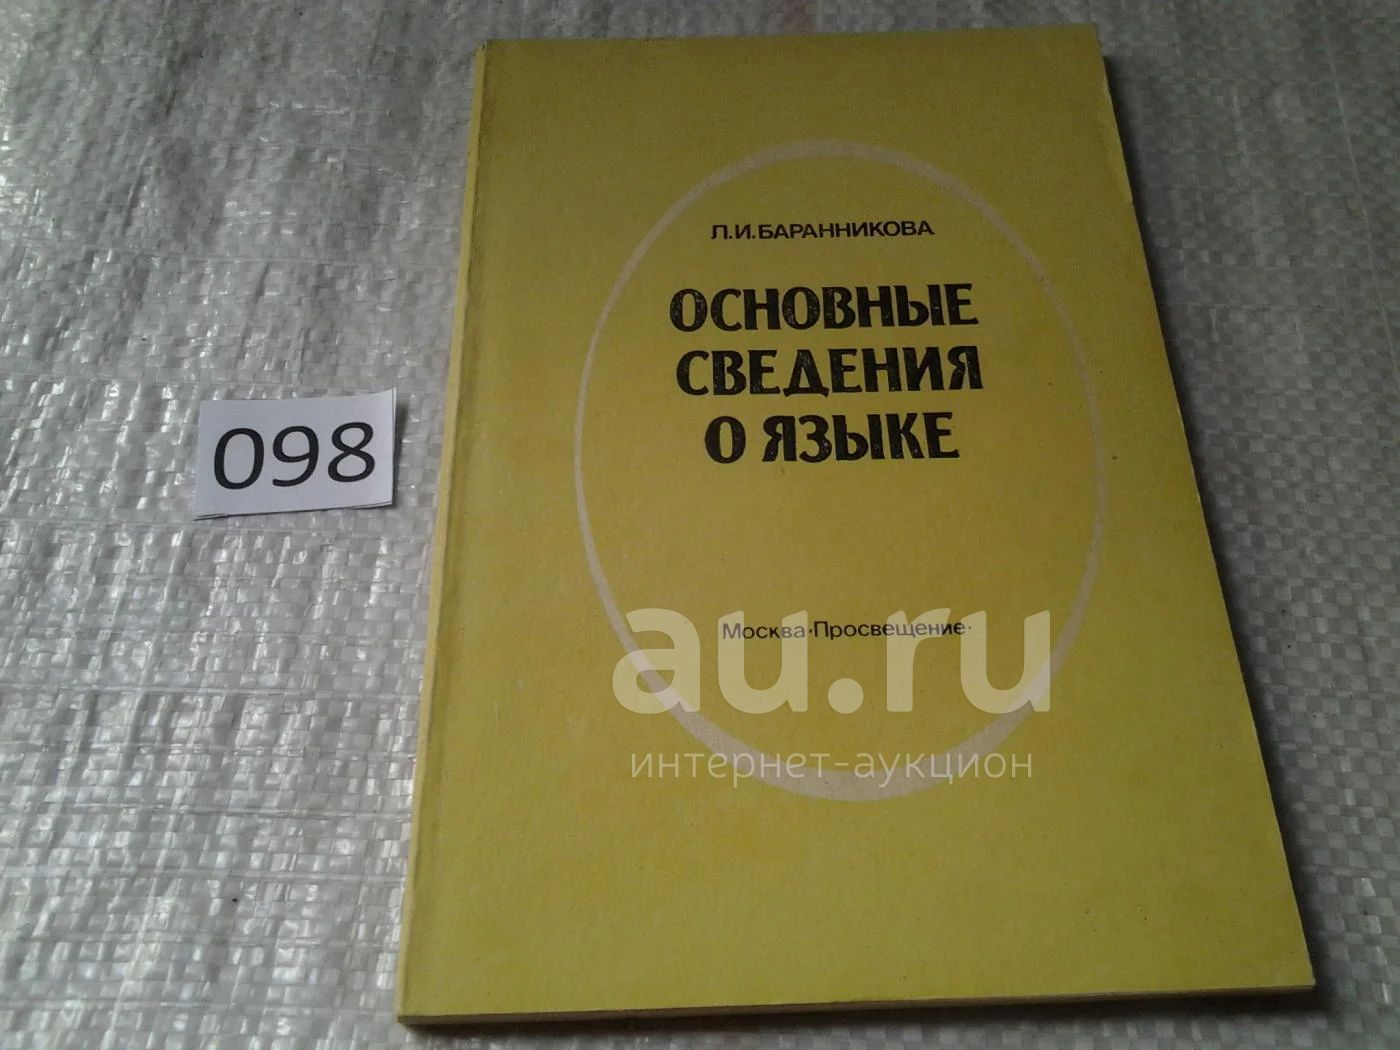 Л.И.БАРАННИКОВА
ОСНОВНЫЕ
СВЕДЕНИЯ
О ЯЗЫКЕ
098
Москва·Просвещение·
au.ru
интернет-аукцион